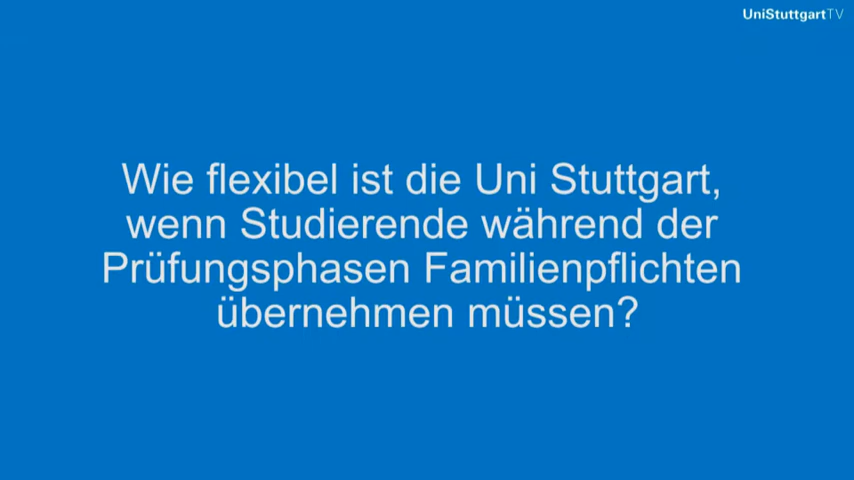 UniStuttgartTV
Wie flexibel ist die Uni Stuttgart,
wenn Studierende während der
Prüfungsphasen Familienpflichten
übernehmen müssen?